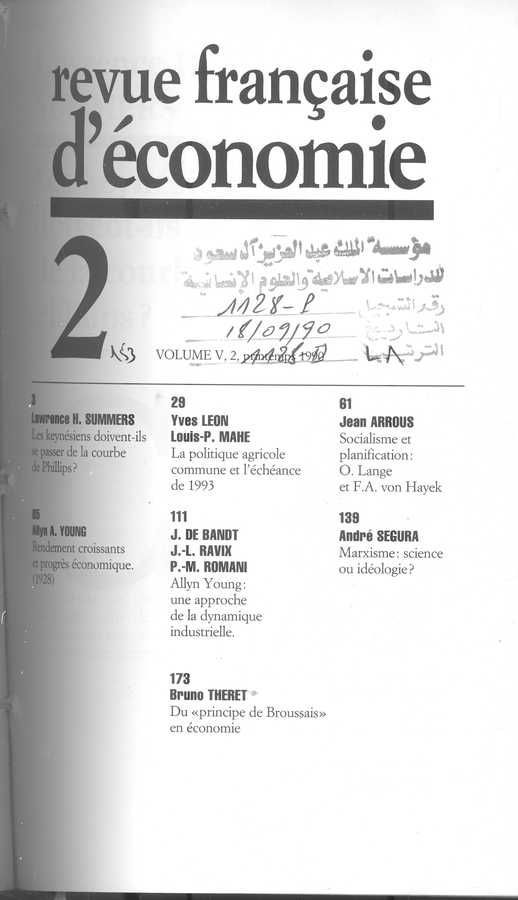 revue française
d'économie
2
مؤسسة الملك عبد العزيز آل سعود
للدراسات الاسلامية والعلوم الإنسانية
رقم التسجيل 1128-P
التاريخ 18/09/90
الترتيب LA
153
VOLUME V, 2, printemps 1990
3
Lawrence H. SUMMERS
Les keynésiens doivent-ils
se passer de la courbe
de Phillips?
29
Yves LEON
Louis-P. MAHE
La politique agricole
commune et l'échéance
de 1993
61
Jean ARROUS
Socialisme et
planification:
O. Lange
et F.A. von Hayek
85
Allyn A. YOUNG
Rendement croissants
et progrès économique.
(1928)
111
J. DE BANDT
J.-L. RAVIX
P.-M. ROMANI
Allyn Young:
une approche
de la dynamique
industrielle.
139
André SEGURA
Marxisme: science
ou idéologie?
173
Bruno THERET
Du «principe de Broussais»
en économie